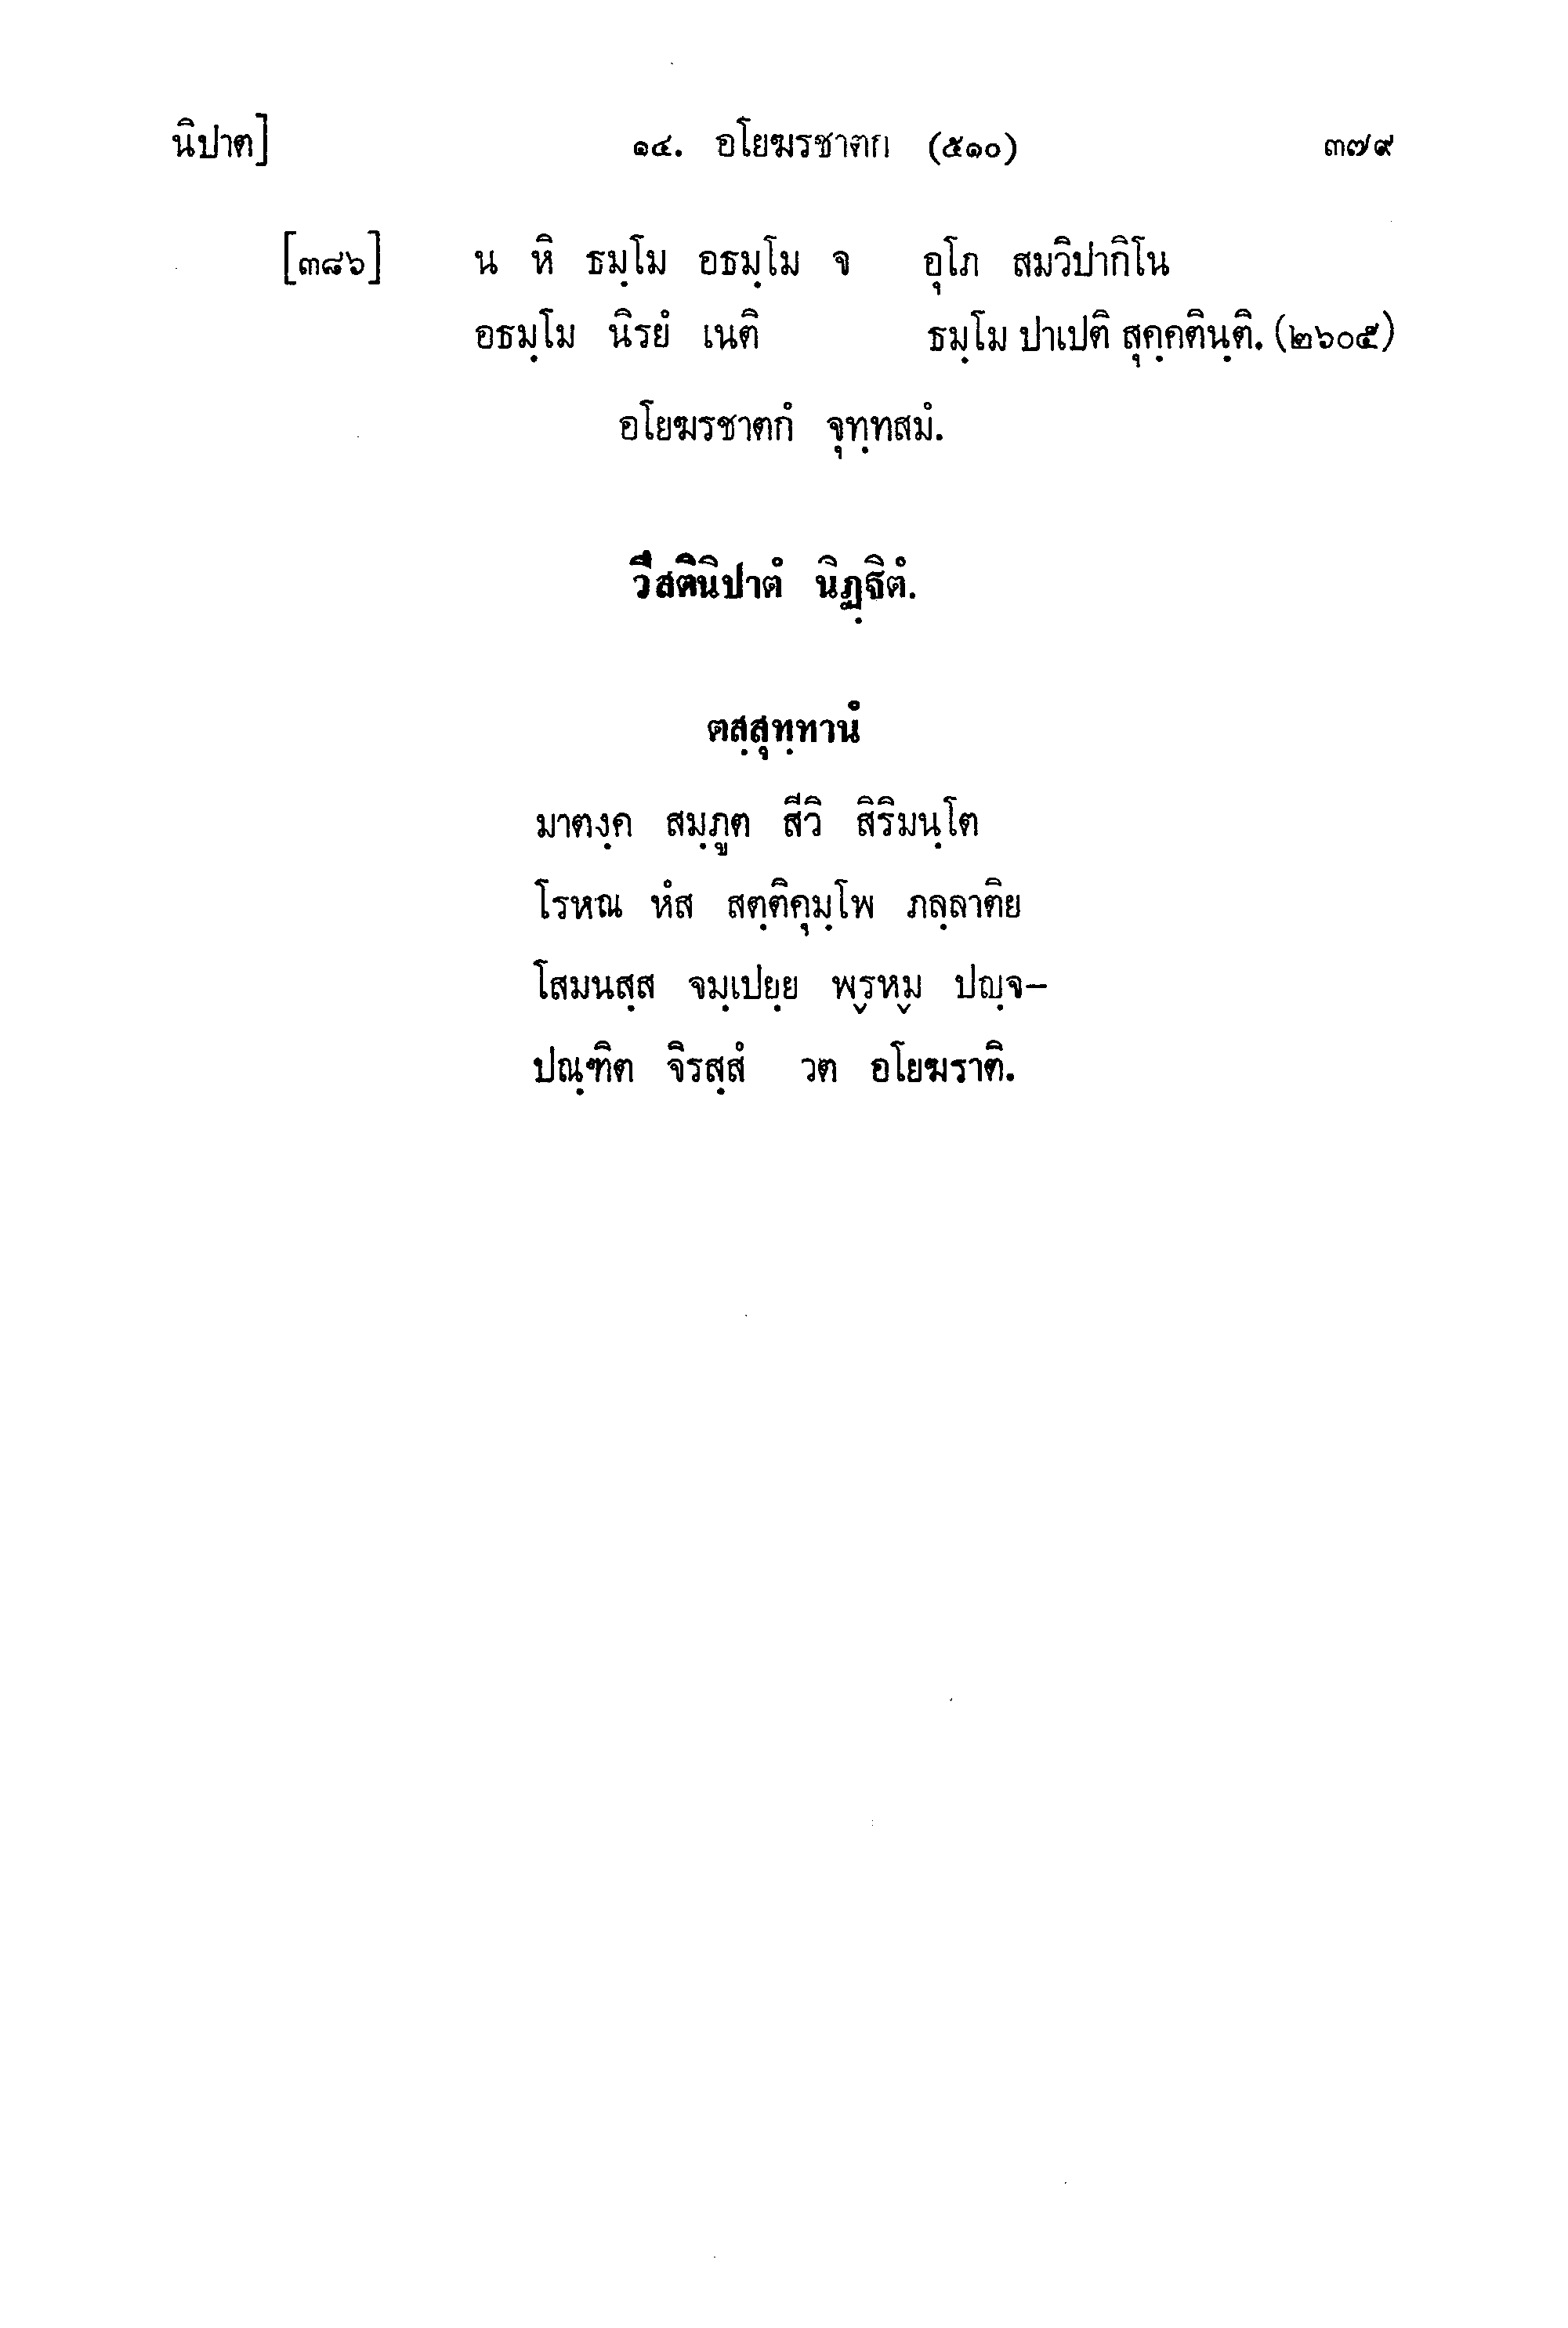 นิปาต] ๑๔. อโยฆรชาตก (๕๑๐) ๓๗๙
[๓๘๖] น หิ ธมฺโม อธมฺโม จ อุโภ สมวิปากิโน
อธมฺโม นิรยํ เนติ ธมฺโม ปาเปติ สุคฺคตินฺติ. (๒๖๐๕)
อโยฆรชาตกํ จุทฺทสมํ.
วีสตินิปาตํ นิฏฺฐิตํ.
ตสฺสุทฺทานํ
มาตงฺค สมฺภูต สีวิ สิริมนฺโต
โรหณ หํส สตฺติคุมฺโพ ภลฺลาติย
โสมนสฺส จมฺเปยฺย พฺรหฺม ปญฺจ-
ปณฺฑิต จิรสฺสํ วต อโยฆราติ.